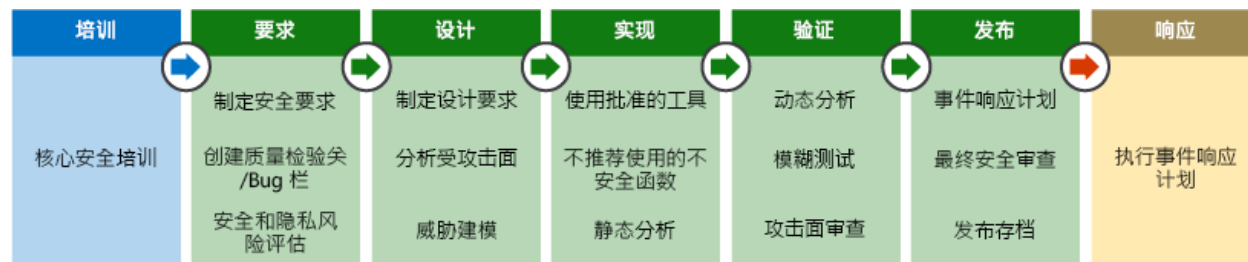 培训
核心安全培训
要求
制定安全要求
创建质量检验关
/Bug 栏
安全和隐私风
险评估
设计
制定设计要求
分析受攻击面
威胁建模
实现
使用批准的工具
不推荐使用的不
安全函数
静态分析
验证
动态分析
模糊测试
攻击面审查
发布
事件响应计划
最终安全审查
发布存档
响应
执行事件响应
计划